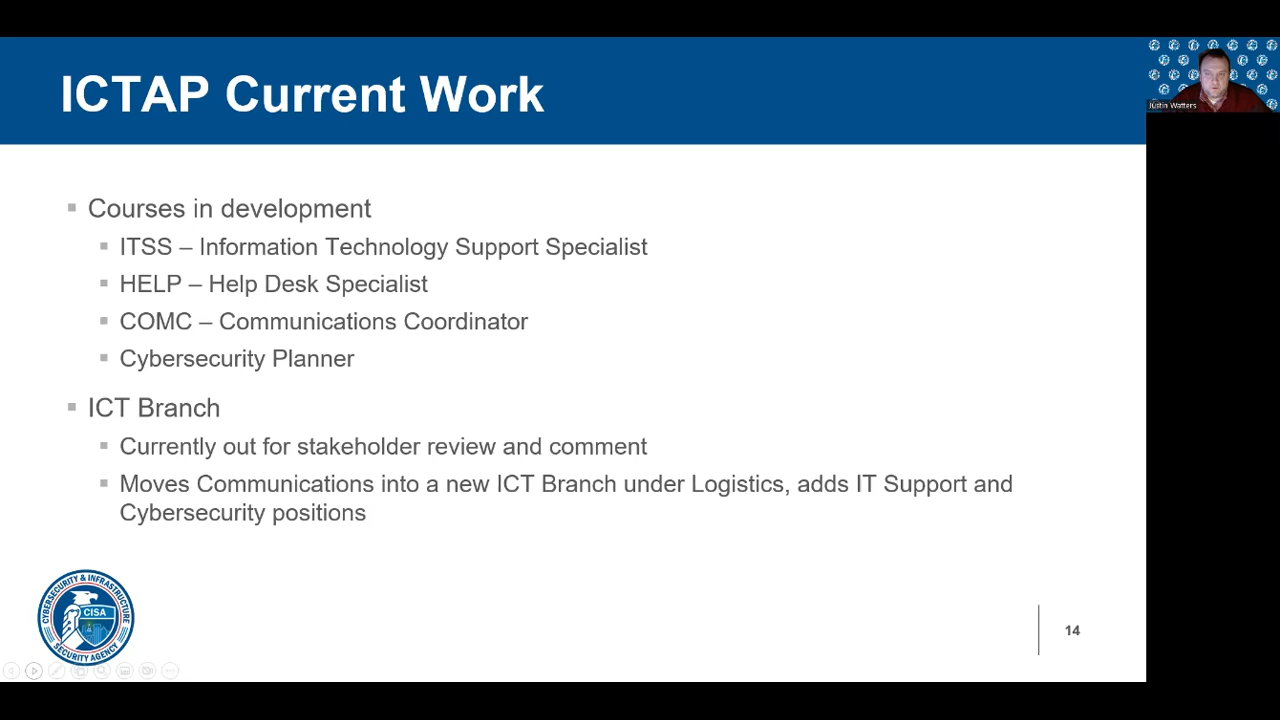 ICTAP Current Work
Justin Watters
Courses in development
ITSS – Information Technology Support Specialist
HELP – Help Desk Specialist
COMC – Communications Coordinator
Cybersecurity Planner
ICT Branch
Currently out for stakeholder review and comment
Moves Communications into a new ICT Branch under Logistics, adds IT Support and
Cybersecurity positions
CYBERSECURITY & INFRASTRUCTURE
CISA
SECURITY AGENCY
14